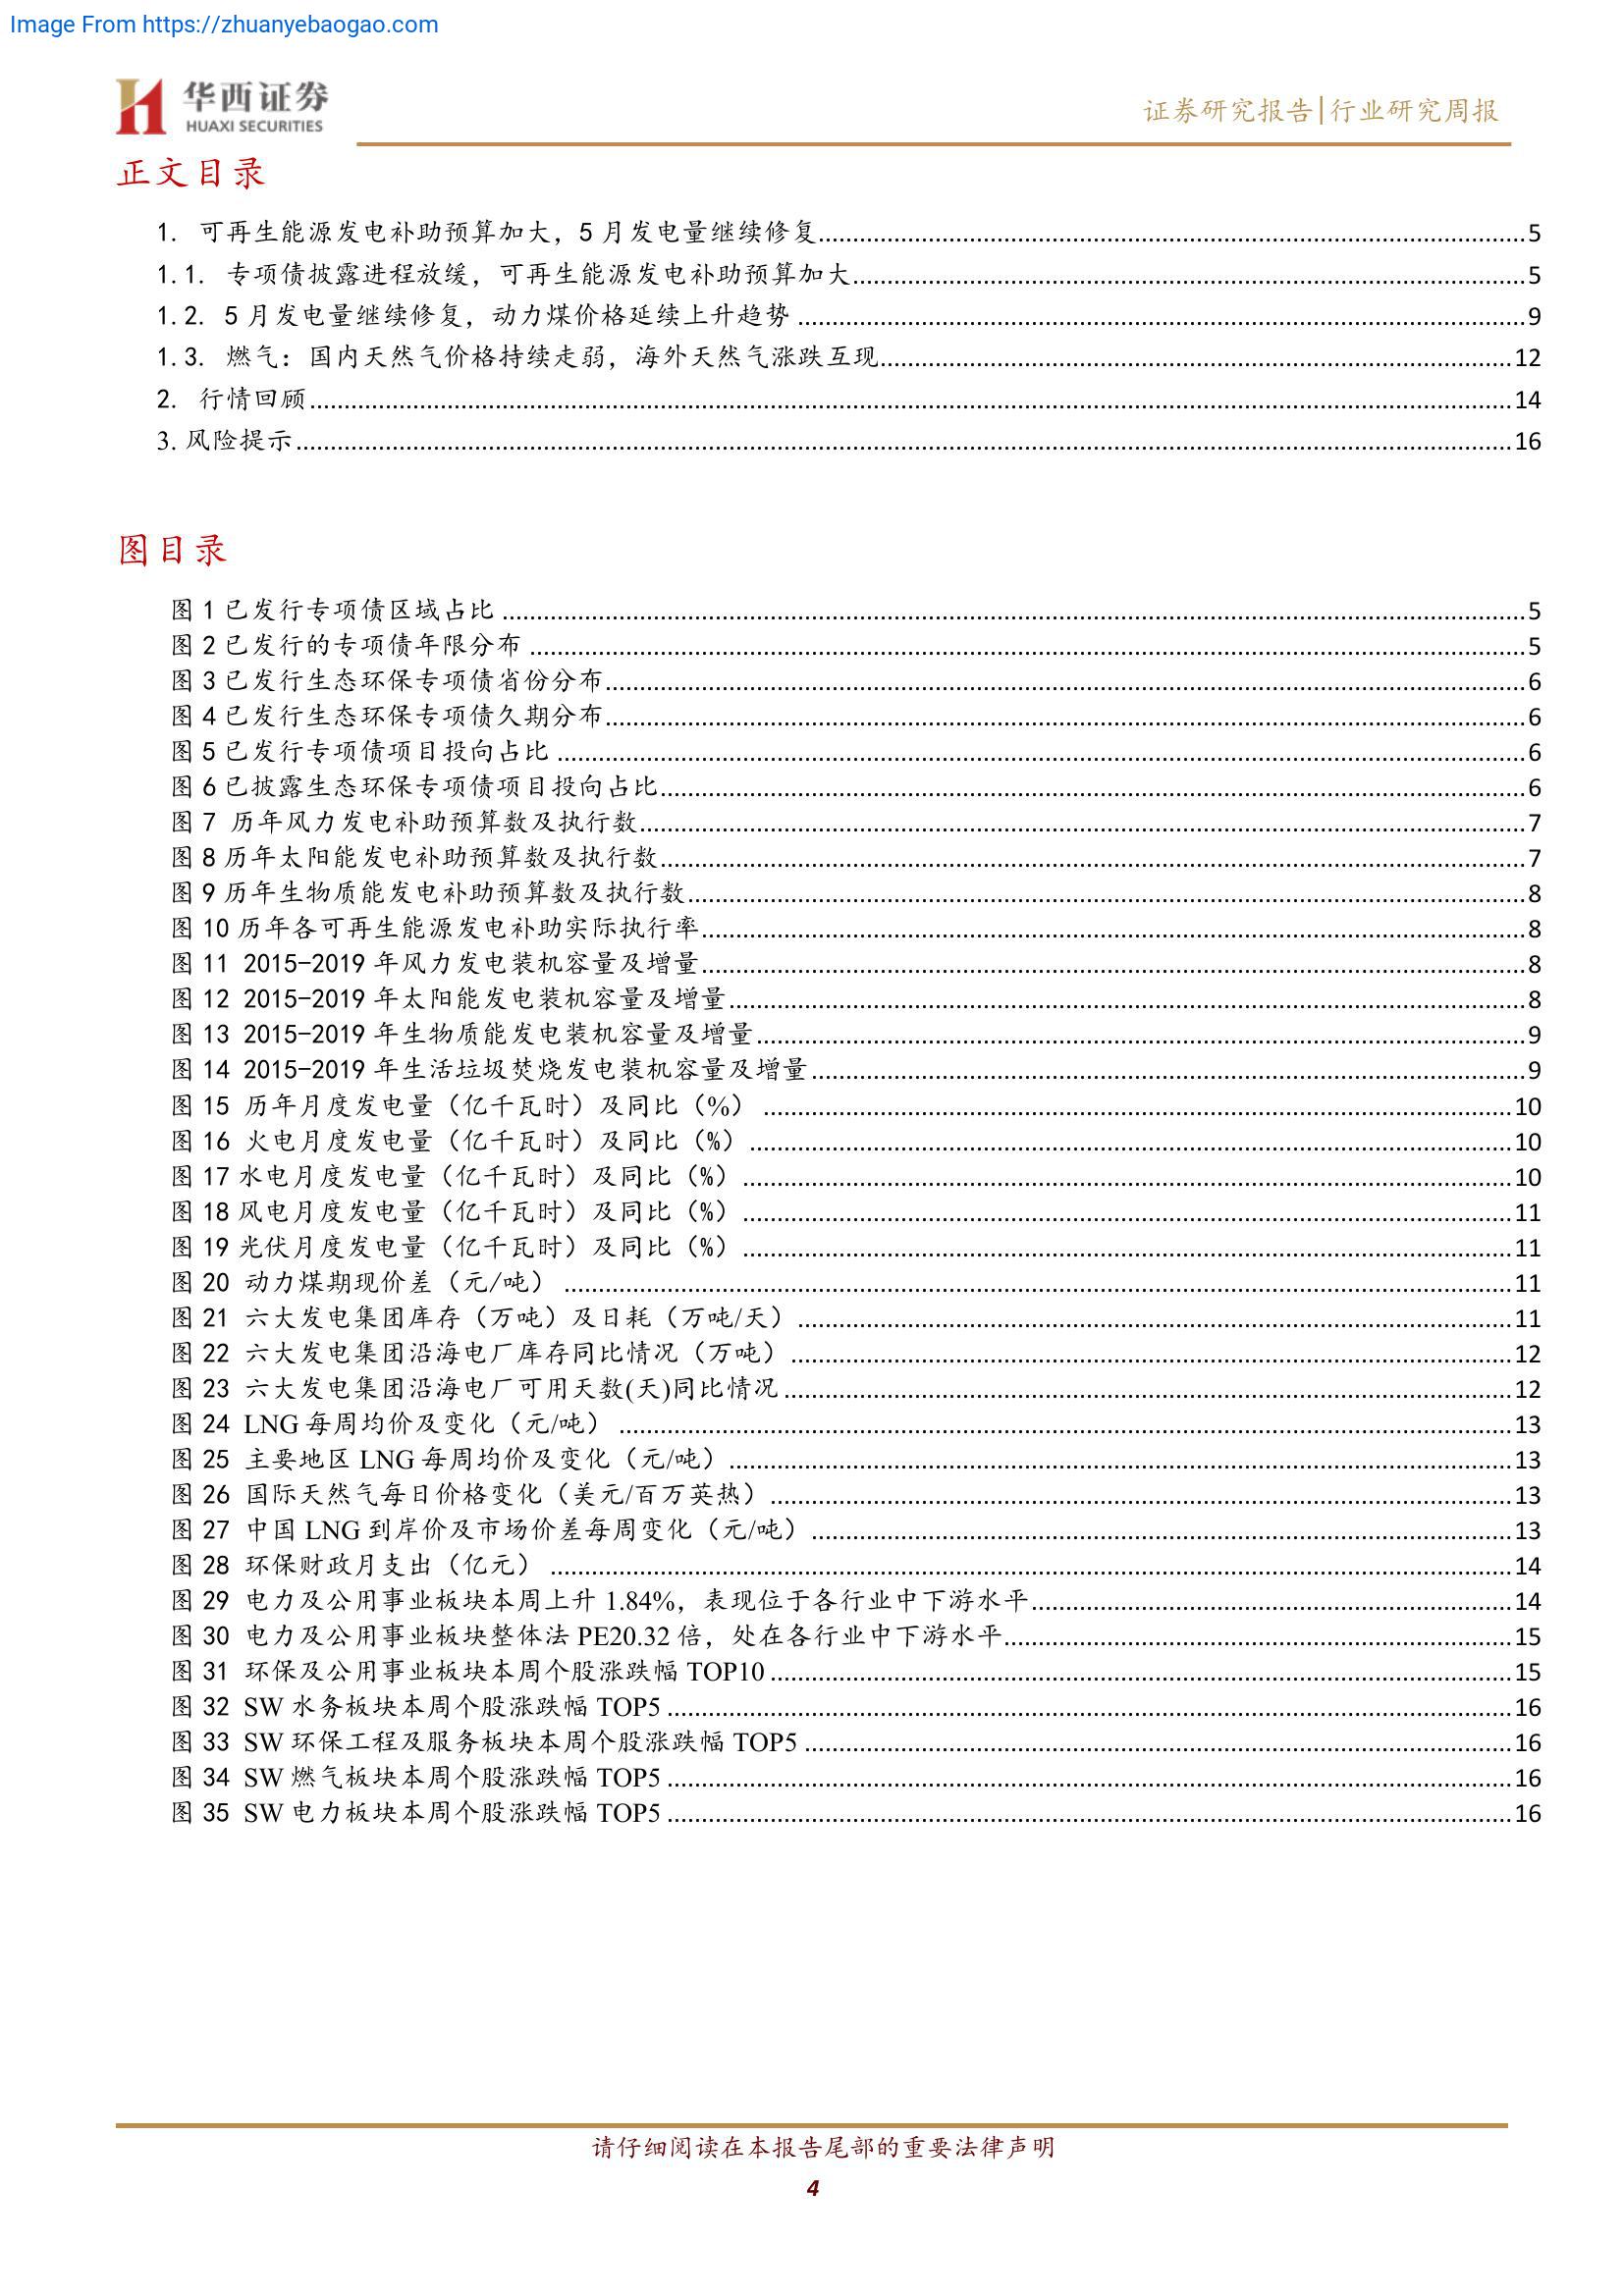 Image From https://zhuanyebaogao.com
华西证券
HUAXI SECURITIES
证券研究报告|行业研究周报
正文目录
1. 可再生能源发电补助预算加大，5 月发电量继续修复 5
1.1. 专项债披露进程放缓，可再生能源发电补助预算加大 5
1.2. 5 月发电量继续修复，动力煤价格延续上升趋势 9
1.3. 燃气：国内天然气价格持续走弱，海外天然气涨跌互现 12
2. 行情回顾 14
3.风险提示 16
图目录
图 1 已发行专项债区域占比 5
图 2 已发行的专项债年限分布 5
图 3 已发行生态环保专项债省份分布 6
图 4 已发行生态环保专项债久期分布 6
图 5 已发行专项债项目投向占比 6
图 6 已披露生态环保专项债项目投向占比 6
图 7 历年风力发电补助预算数及执行数 7
图 8 历年太阳能发电补助预算数及执行数 7
图 9 历年生物质能发电补助预算数及执行数 8
图 10 历年各可再生能源发电补助实际执行率 8
图 11 2015-2019 年风力发电装机容量及增量 8
图 12 2015-2019 年太阳能发电装机容量及增量 8
图 13 2015-2019 年生物质能发电装机容量及增量 9
图 14 2015-2019 年生活垃圾焚烧发电装机容量及增量 9
图 15 历年月度发电量（亿千瓦时）及同比（%） 10
图 16 火电月度发电量（亿千瓦时）及同比（%） 10
图 17 水电月度发电量（亿千瓦时）及同比（%） 10
图 18 风电月度发电量（亿千瓦时）及同比（%） 11
图 19 光伏月度发电量（亿千瓦时）及同比（%） 11
图 20 动力煤期现价差（元/吨） 11
图 21 六大发电集团库存（万吨）及日耗（万吨/天） 11
图 22 六大发电集团沿海电厂库存同比情况（万吨） 12
图 23 六大发电集团沿海电厂可用天数(天)同比情况 12
图 24 LNG 每周均价及变化（元/吨） 13
图 25 主要地区 LNG 每周均价及变化（元/吨） 13
图 26 国际天然气每日价格变化（美元/百万英热） 13
图 27 中国 LNG 到岸价及市场价差每周变化（元/吨） 13
图 28 环保财政月支出（亿元） 14
图 29 电力及公用事业板块本周上升 1.84%，表现位于各行业中下游水平 14
图 30 电力及公用事业板块整体法 PE20.32 倍，处在各行业中下游水平 15
图 31 环保及公用事业板块本周个股涨跌幅 TOP10 15
图 32 SW 水务板块本周个股涨跌幅 TOP5 16
图 33 SW 环保工程及服务板块本周个股涨跌幅 TOP5 16
图 34 SW 燃气板块本周个股涨跌幅 TOP5 16
图 35 SW 电力板块本周个股涨跌幅 TOP5 16
请仔细阅读在本报告尾部的重要法律声明
4